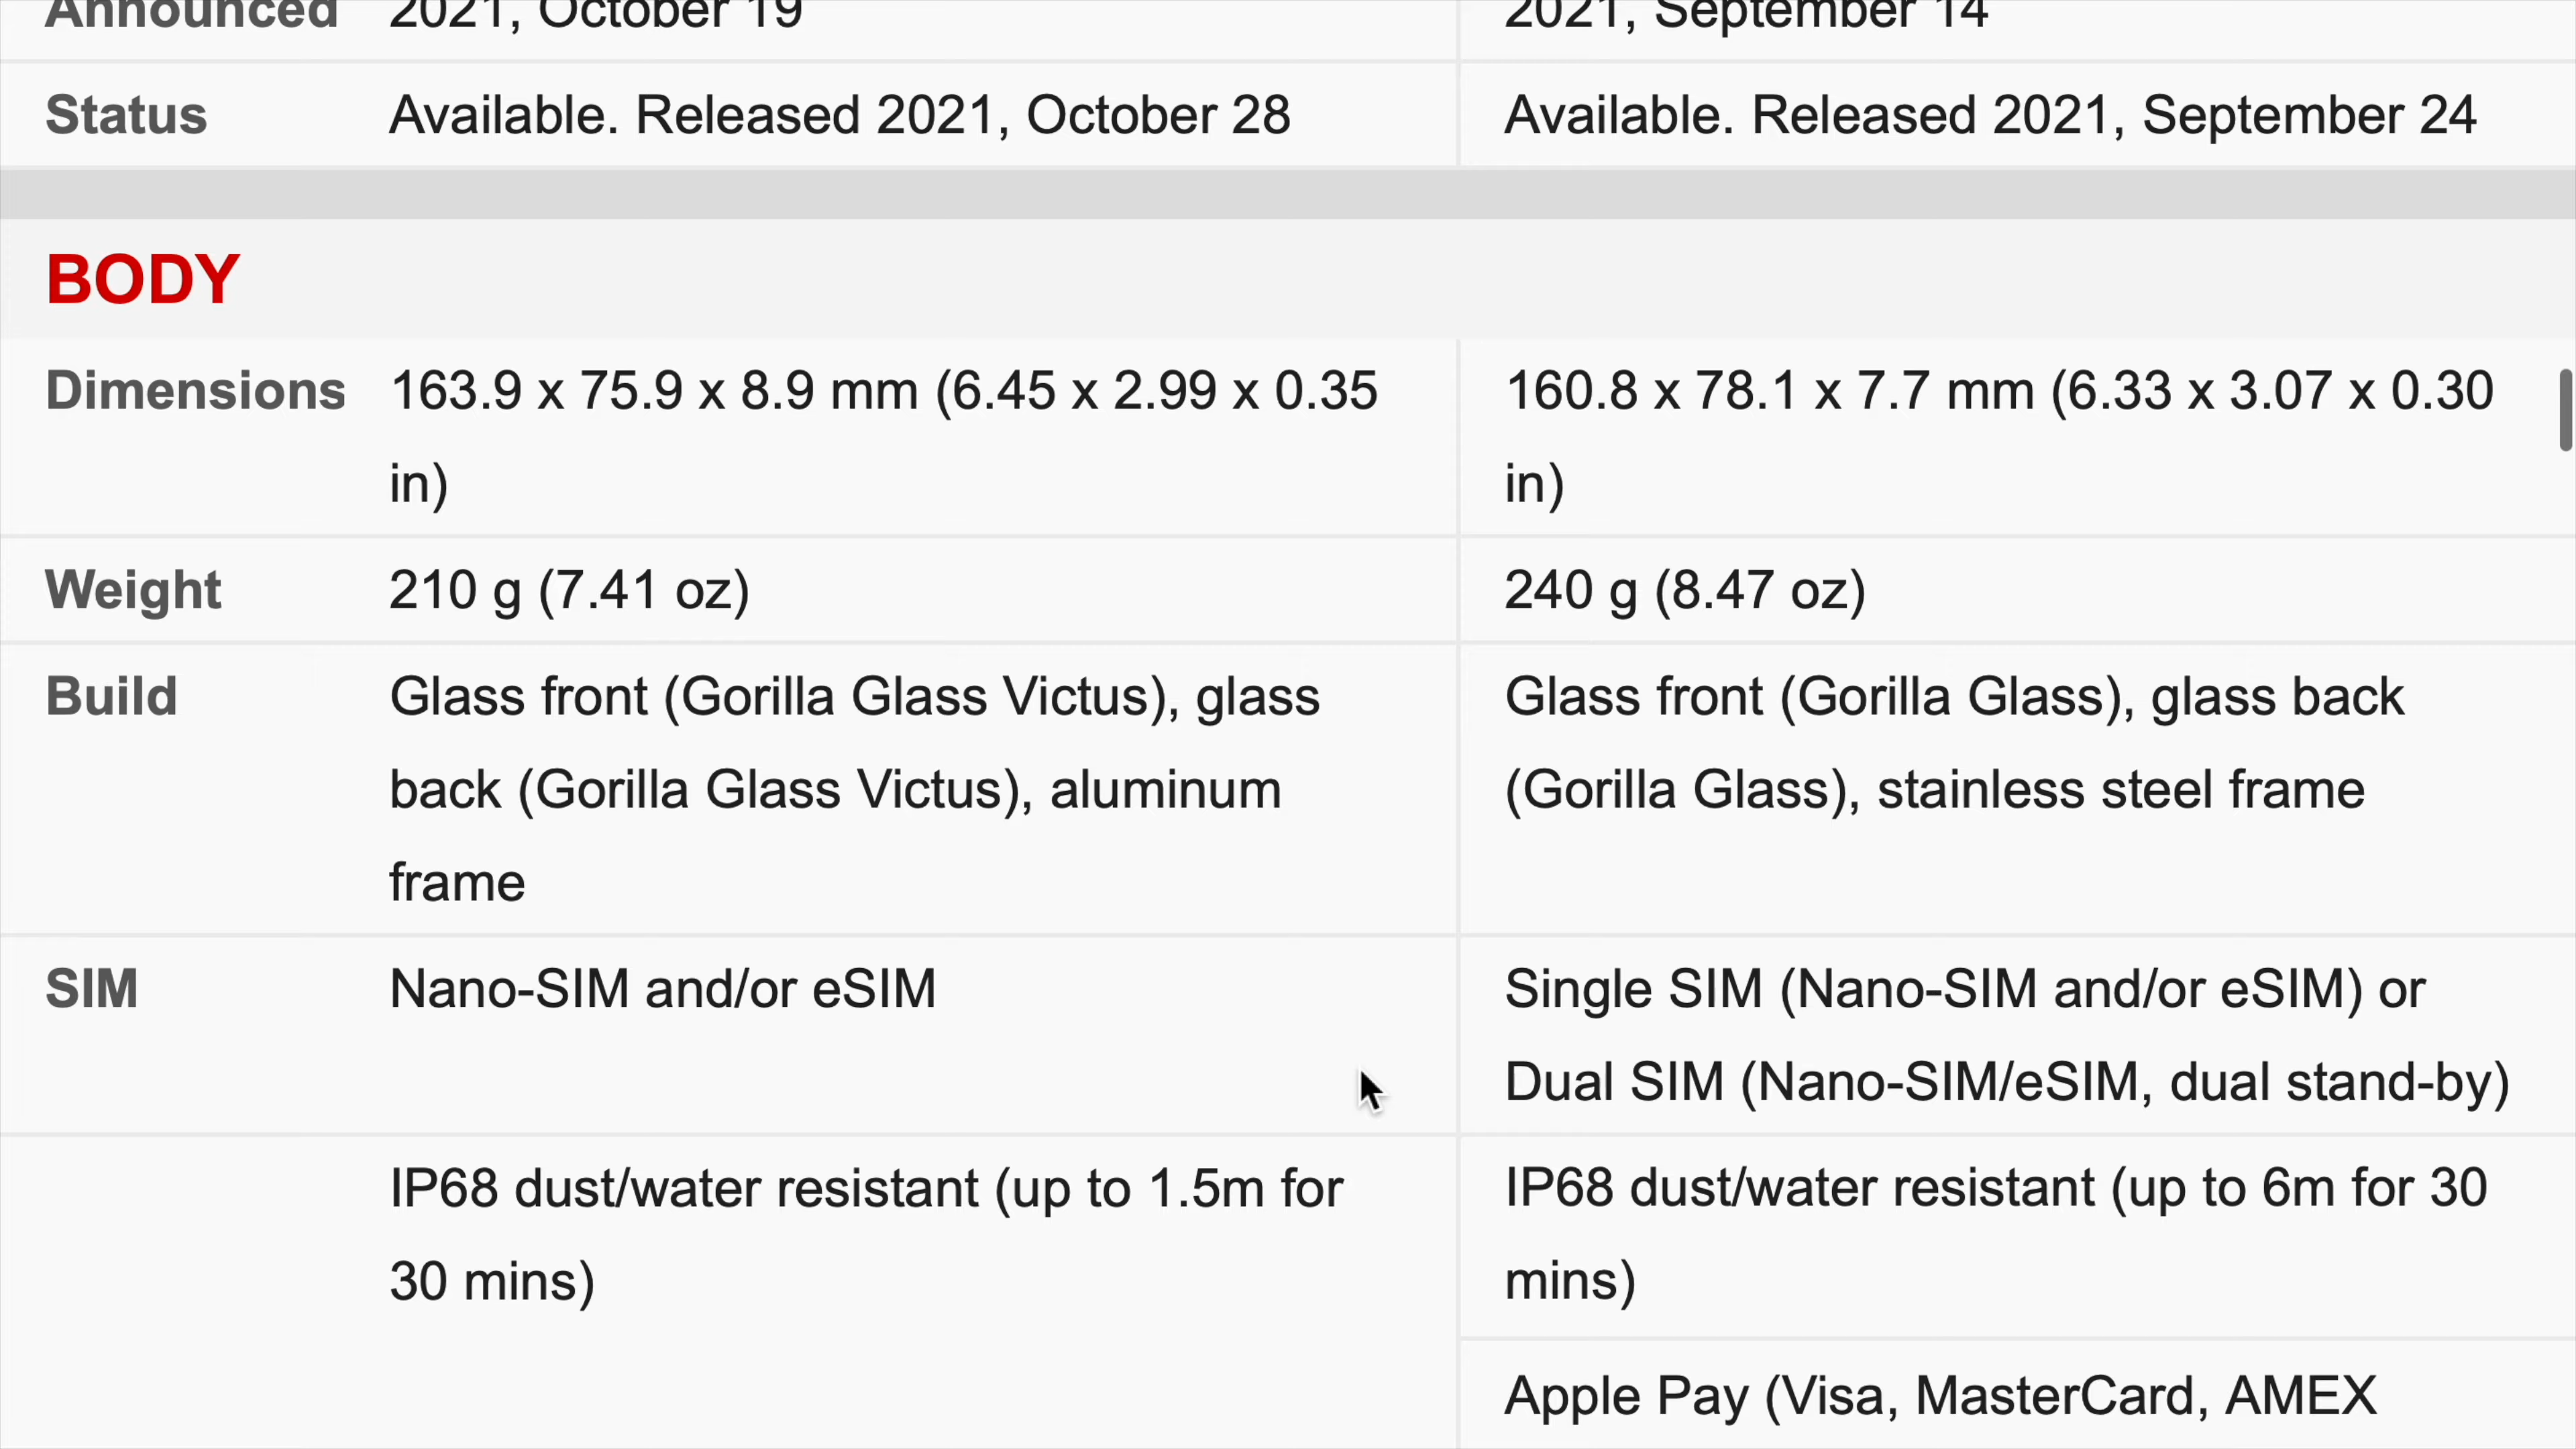 Announced 2021, October 19 2021, September 14
Status Available. Released 2021, October 28 Available. Released 2021, September 24
BODY
Dimensions 163.9 x 75.9 x 8.9 mm (6.45 x 2.99 x 0.35 160.8 x 78.1 x 7.7 mm (6.33 x 3.07 x 0.30
in) in)
Weight 210 g (7.41 oz) 240 g (8.47 oz)
Build Glass front (Gorilla Glass Victus), glass Glass front (Gorilla Glass), glass back
back (Gorilla Glass Victus), aluminum (Gorilla Glass), stainless steel frame
frame
SIM Nano-SIM and/or eSIM Single SIM (Nano-SIM and/or eSIM) or
Dual SIM (Nano-SIM/eSIM, dual stand-by)
IP68 dust/water resistant (up to 1.5m for IP68 dust/water resistant (up to 6m for 30
30 mins) mins)
Apple Pay (Visa, MasterCard, AMEX